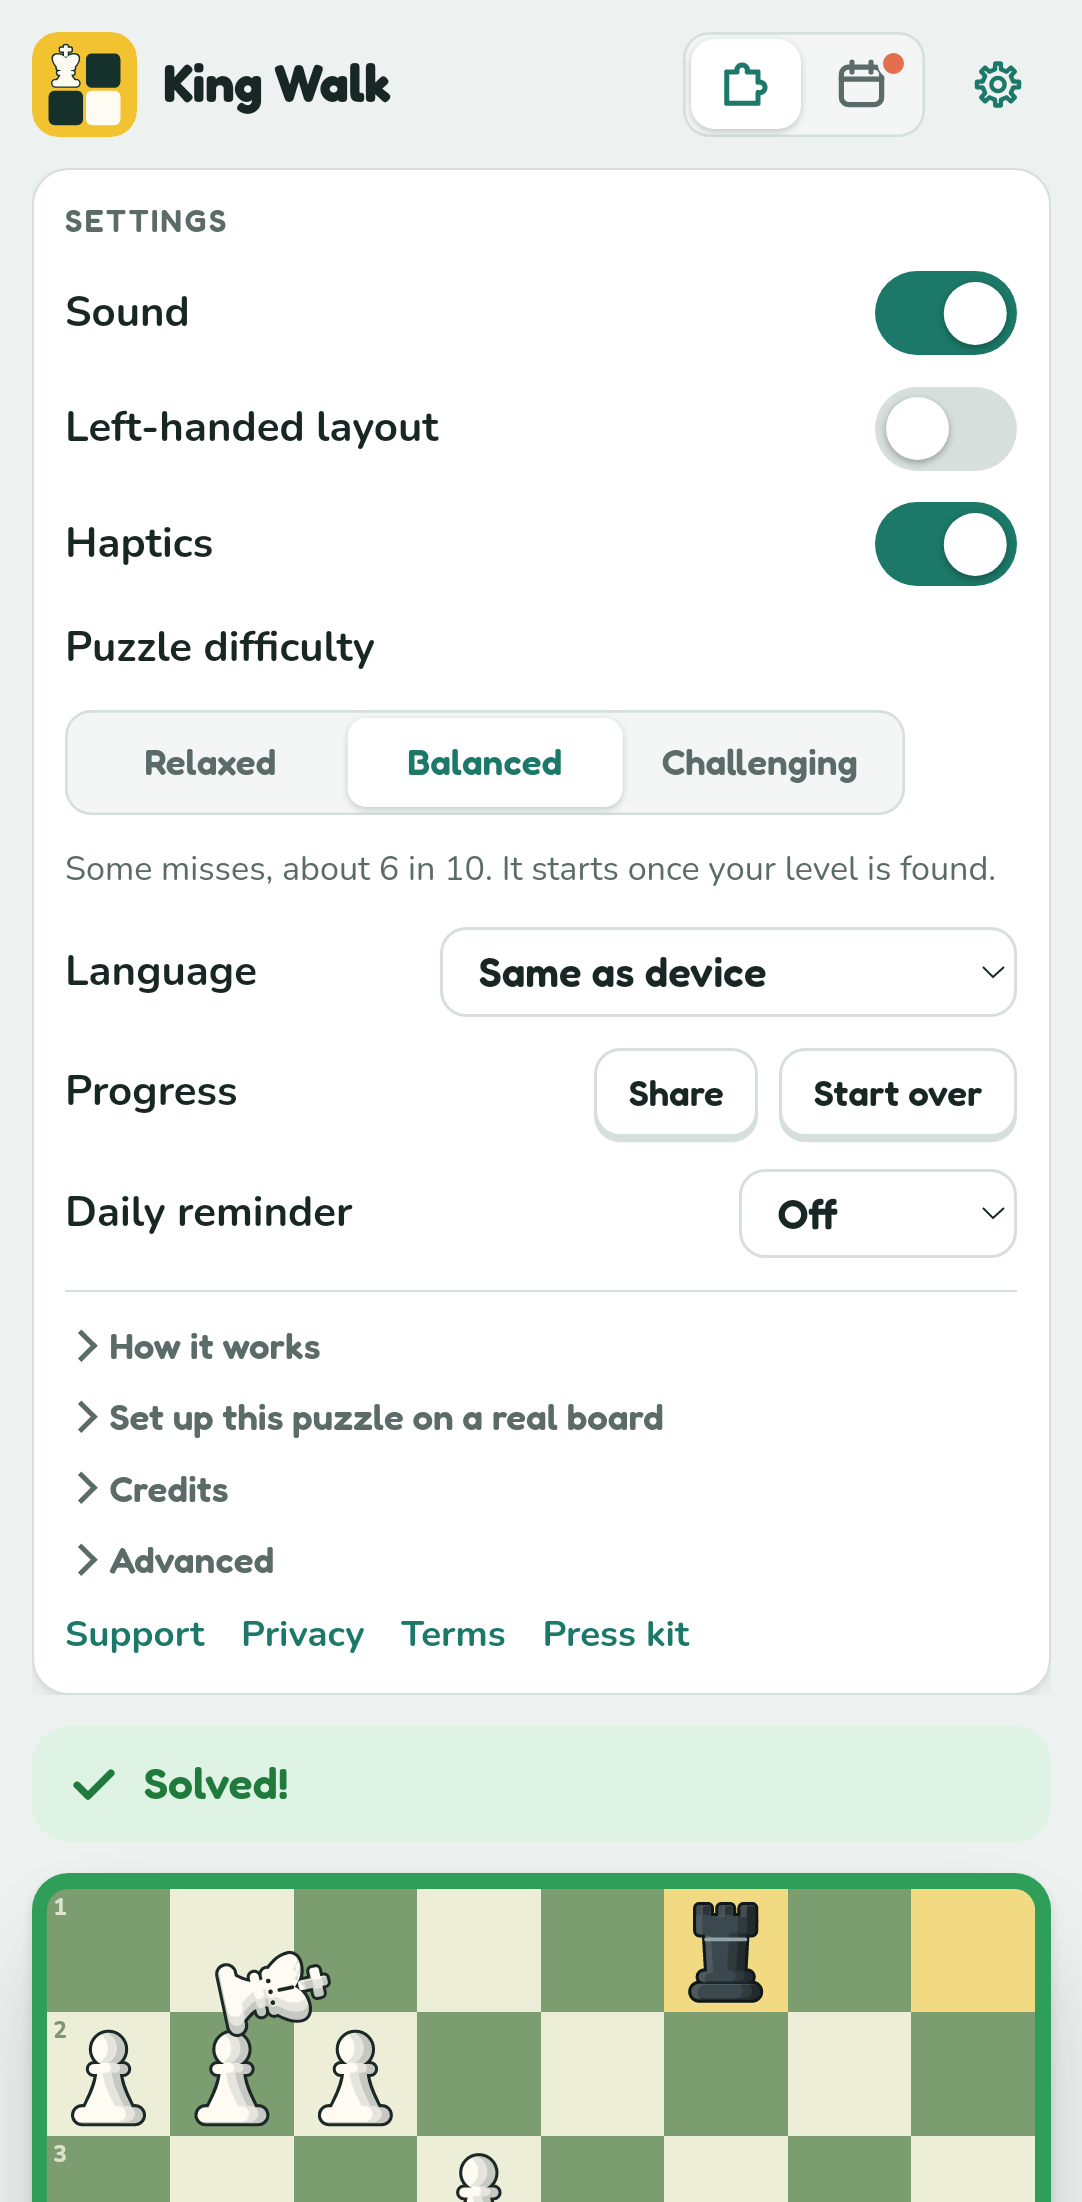 King Walk
SETTINGS
Sound
Left-handed layout
Haptics
Puzzle difficulty
Relaxed Balanced Challenging
Some misses, about 6 in 10. It starts once your level is found.
Language Same as device
Progress Share Start over
Daily reminder Off
How it works
Set up this puzzle on a real board
Credits
Advanced
Support Privacy Terms Press kit
Solved!
1
2
3